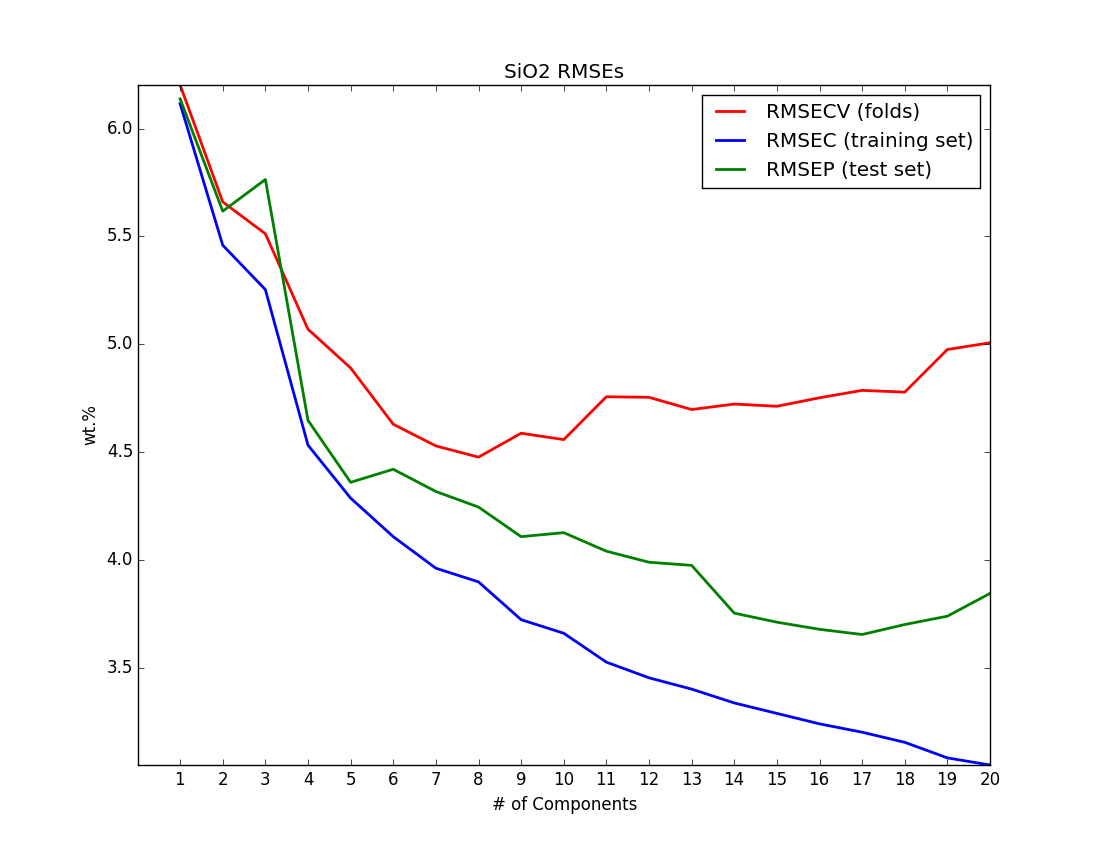 SiO2 RMSEs
RMSECV (folds)
RMSEC (training set)
RMSEP (test set)
6.0
5.5
5.0
4.5
4.0
3.5
wt.%
1 2 3 4 5 6 7 8 9 10 11 12 13 14 15 16 17 18 19 20
# of Components